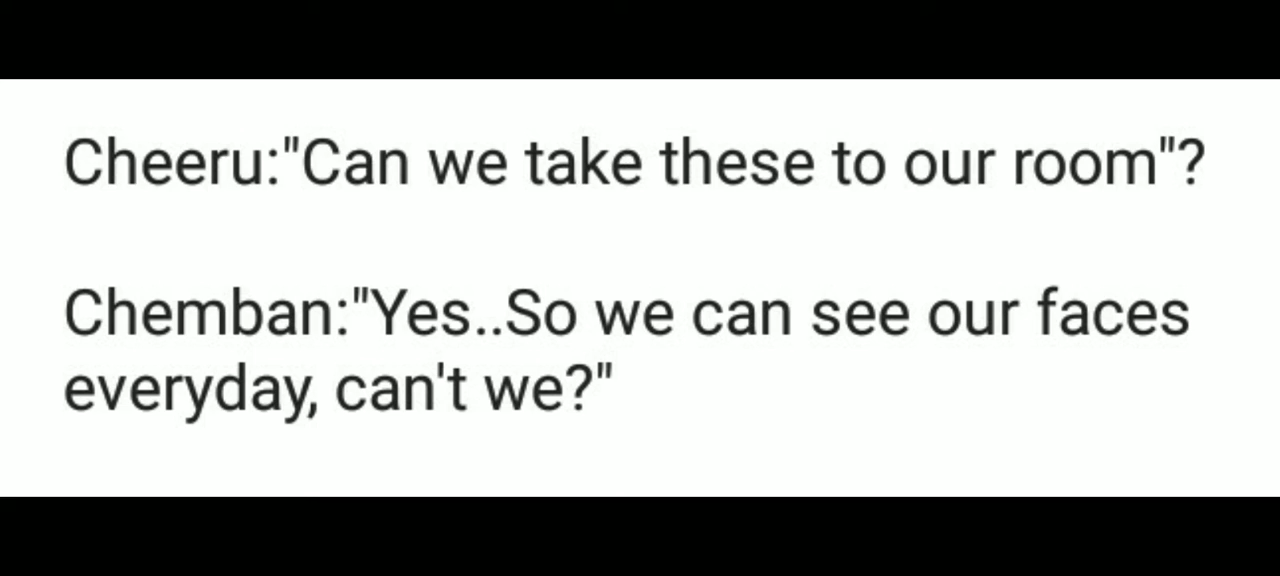 Cheeru:"Can we take these to our room"?
Chemban:"Yes..So we can see our faces
everyday, can't we?"